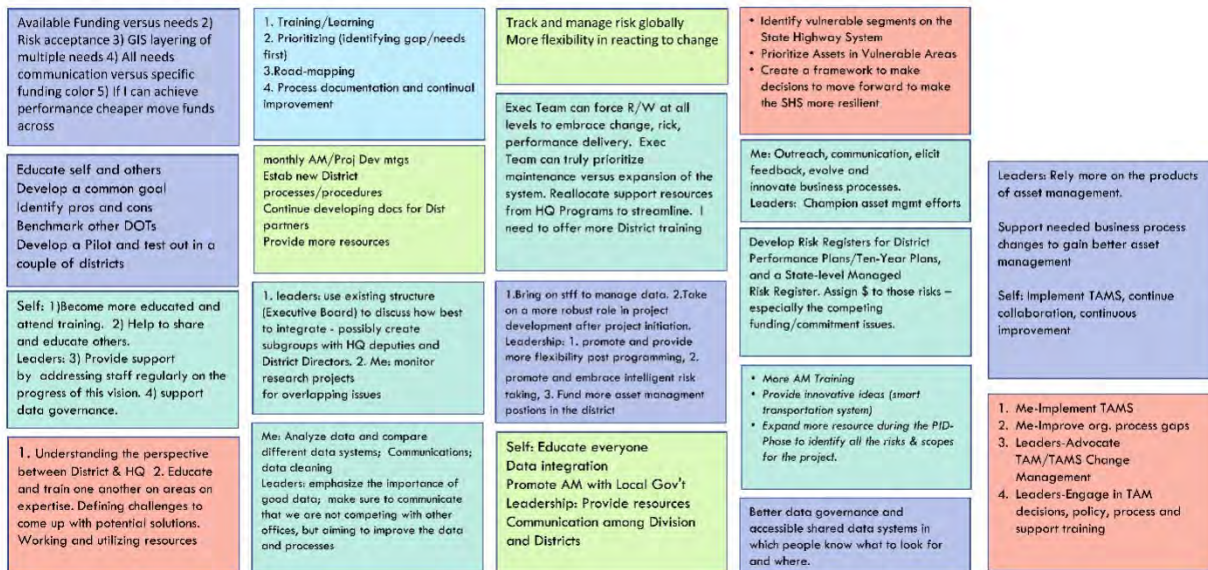 Available Funding versus needs 2)
Risk acceptance 3) GIS layering of
multiple needs 4) All needs
communication versus specific
funding color 5) If I can achieve
performance cheaper move funds
across
Educate self and others
Develop a common goal
Identify pros and cons
Benchmark other DOTs
Develop a Pilot and test out in a
couple of districts
Self: 1)Become more educated and
attend training. 2) Help to share
and educate others.
Leaders: 3) Provide support
by addressing staff regularly on the
progress of this vision. 4) support
data governance.
1. Understanding the perspective
between District & HQ 2. Educate
and train one another on areas on
expertise. Defining challenges to
come up with potential solutions.
Working and utilizing resources
1. Training/Learning
2. Prioritizing (identifying gap/needs
first)
3.Road-mapping
4. Process documentation and continual
improvement
monthly AM/Proj Dev mtgs
Estab new District
processes/procedures
Continue developing docs for Dist
partners
Provide more resources
1. leaders: use existing structure
(Executive Board) to discuss how best
to integrate - possibly create
subgroups with HQ deputies and
District Directors. 2. Me: monitor
research projects
for overlapping issues
Me: Analyze data and compare
different data systems; Communications;
data cleaning
Leaders: emphasize the importance of
good data; make sure to communicate
that we are not competing with other
offices, but aiming to improve the data
and processes
Track and manage risk globally
More flexibility in reacting to change
Exec Team can force R/W at all
levels to embrace change, rick,
performance delivery. Exec
Team can truly prioritize
maintenance versus expansion of the
system. Reallocate support resources
from HQ Programs to streamline. I
need to offer more District training
1.Bring on stff to manage data. 2.Take
on a more robust role in project
development after project initiation.
Leadership: 1. promote and provide
more flexibility post programming, 2.
promote and embrace intelligent risk
taking, 3. Fund more asset managment
postions in the district
Self: Educate everyone
Data integration
Promote AM with Local Gov't
Leadership: Provide resources
Communication among Division
and Districts
• Identify vulnerable segments on the
State Highway System
• Prioritize Assets in Vulnerable Areas
• Create a framework to make
decisions to move forward to make
the SHS more resilient
Me: Outreach, communication, elicit
feedback, evolve and
innovate business processes.
Leaders: Champion asset mgmt efforts
Develop Risk Registers for District
Performance Plans/Ten-Year Plans,
and a State-level Managed
Risk Register. Assign $ to those risks –
especially the competing
funding/commitment issues.
• More AM Training
• Provide innovative ideas (smart
transportation system)
• Expand more resource during the PID-
Phase to identify all the risks & scopes
for the project.
Better data governance and
accessible shared data systems in
which people know what to look for
and where.
Leaders: Rely more on the products
of asset management.
Support needed business process
changes to gain better asset
management
Self: Implement TAMS, continue
collaboration, continuous
improvement
1. Me-Implement TAMS
2. Me-Improve org. process gaps
3. Leaders-Advocate
TAM/TAMS Change
Management
4. Leaders-Engage in TAM
decisions, policy, process and
support training